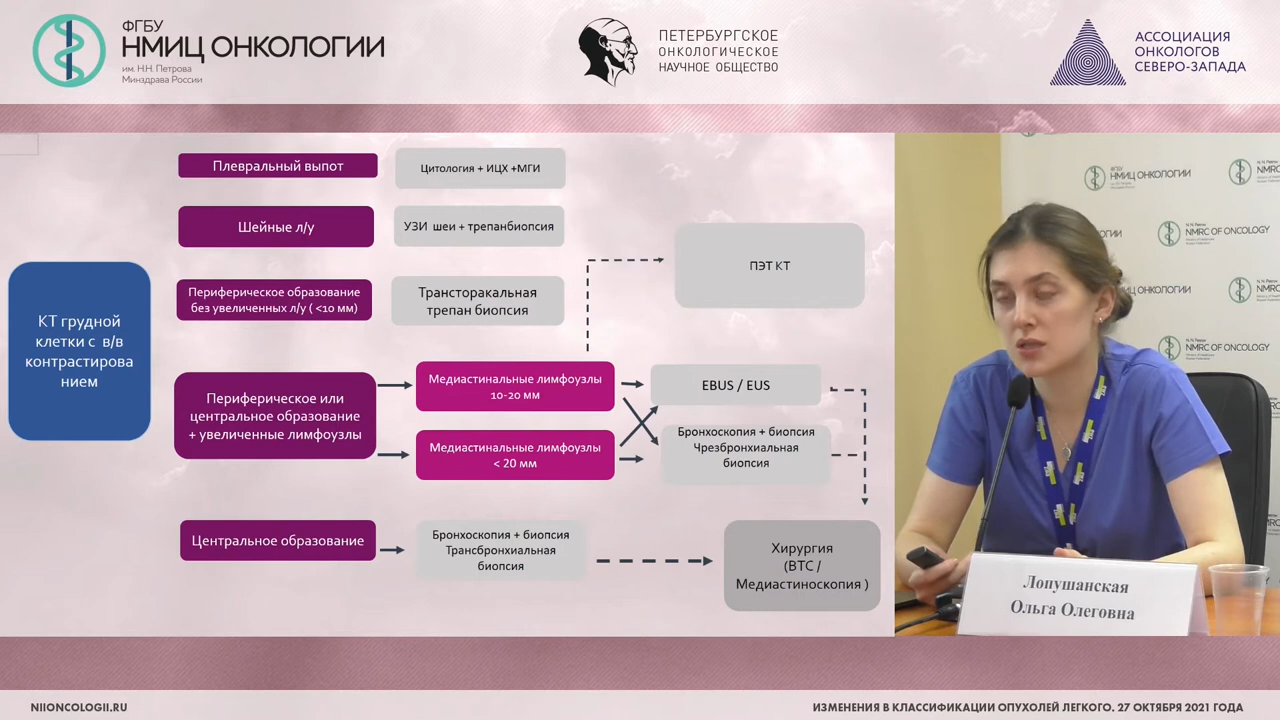 ФГБУ
НМИЦ ОНКОЛОГИИ
им. Н.Н. Петрова
Минздрава России
ПЕТЕРБУРГСКОЕ
ОНКОЛОГИЧЕСКОЕ
НАУЧНОЕ ОБЩЕСТВО
АССОЦИАЦИЯ
ОНКОЛОГОВ
СЕВЕРО-ЗАПАДА
Плевральный выпот
Цитология + ИЦХ +МГИ
Шейные л/у
УЗИ шеи + трепанбиопсия
Периферическое образование
без увеличенных л/у ( <10 мм)
Трансторакальная
трепан биопсия
ПЭТ КТ
КТ грудной
клетки с в/в
контрастирова
нием
Периферическое или
центральное образование
+ увеличенные лимфоузлы
Медиастинальные лимфоузлы
10-20 мм
Медиастинальные лимфоузлы
< 20 мм
EBUS / EUS
Бронхоскопия + биопсия
Чрезбронхиальная
биопсия
Центральное образование
Бронхоскопия + биопсия
Трансбронхиальная
биопсия
Хирургия
(ВТС /
Медиастиноскопия )
ФГБУ
НМИЦ ОНКОЛОГИИ
NMRC OF ONCOLOGY
NMRC OF ONCOLOGY
Лопушанская
Ольга Олеговна
NIIONCOLOGII.RU
ИЗМЕНЕНИЯ В КЛАССИФИКАЦИИ ОПУХОЛЕЙ ЛЕГКОГО. 27 ОКТЯБРЯ 2021 ГОДА